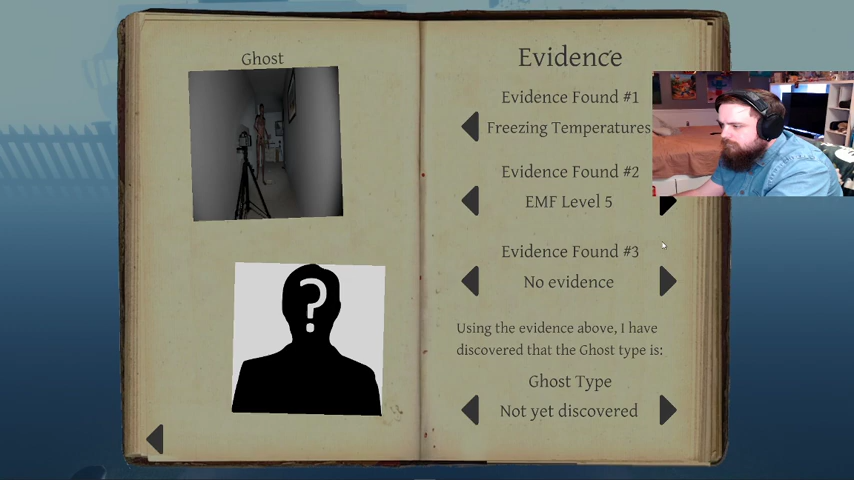 Ghost
?
Evidence
Evidence Found #1
Freezing Temperatures
Evidence Found #2
EMF Level 5
Evidence Found #3
No evidence
Using the evidence above, I have
discovered that the Ghost type is:
Ghost Type
Not yet discovered